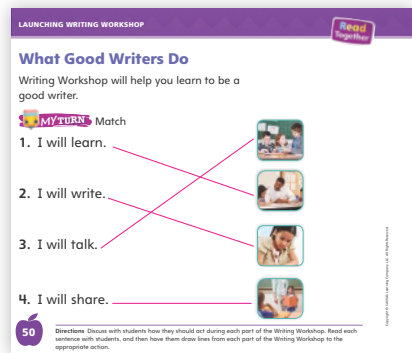 LAUNCHING WRITING WORKSHOP
Read
Together
What Good Writers Do
Writing Workshop will help you learn to be a
good writer.
MY TURN Match
1. I will learn.
2. I will write.
3. I will talk.
4. I will share.
50
Directions Discuss with students how they should act during each part of the Writing Workshop. Read each
sentence with students, and then have them draw lines from each part of the Writing Workshop to the
appropriate action.